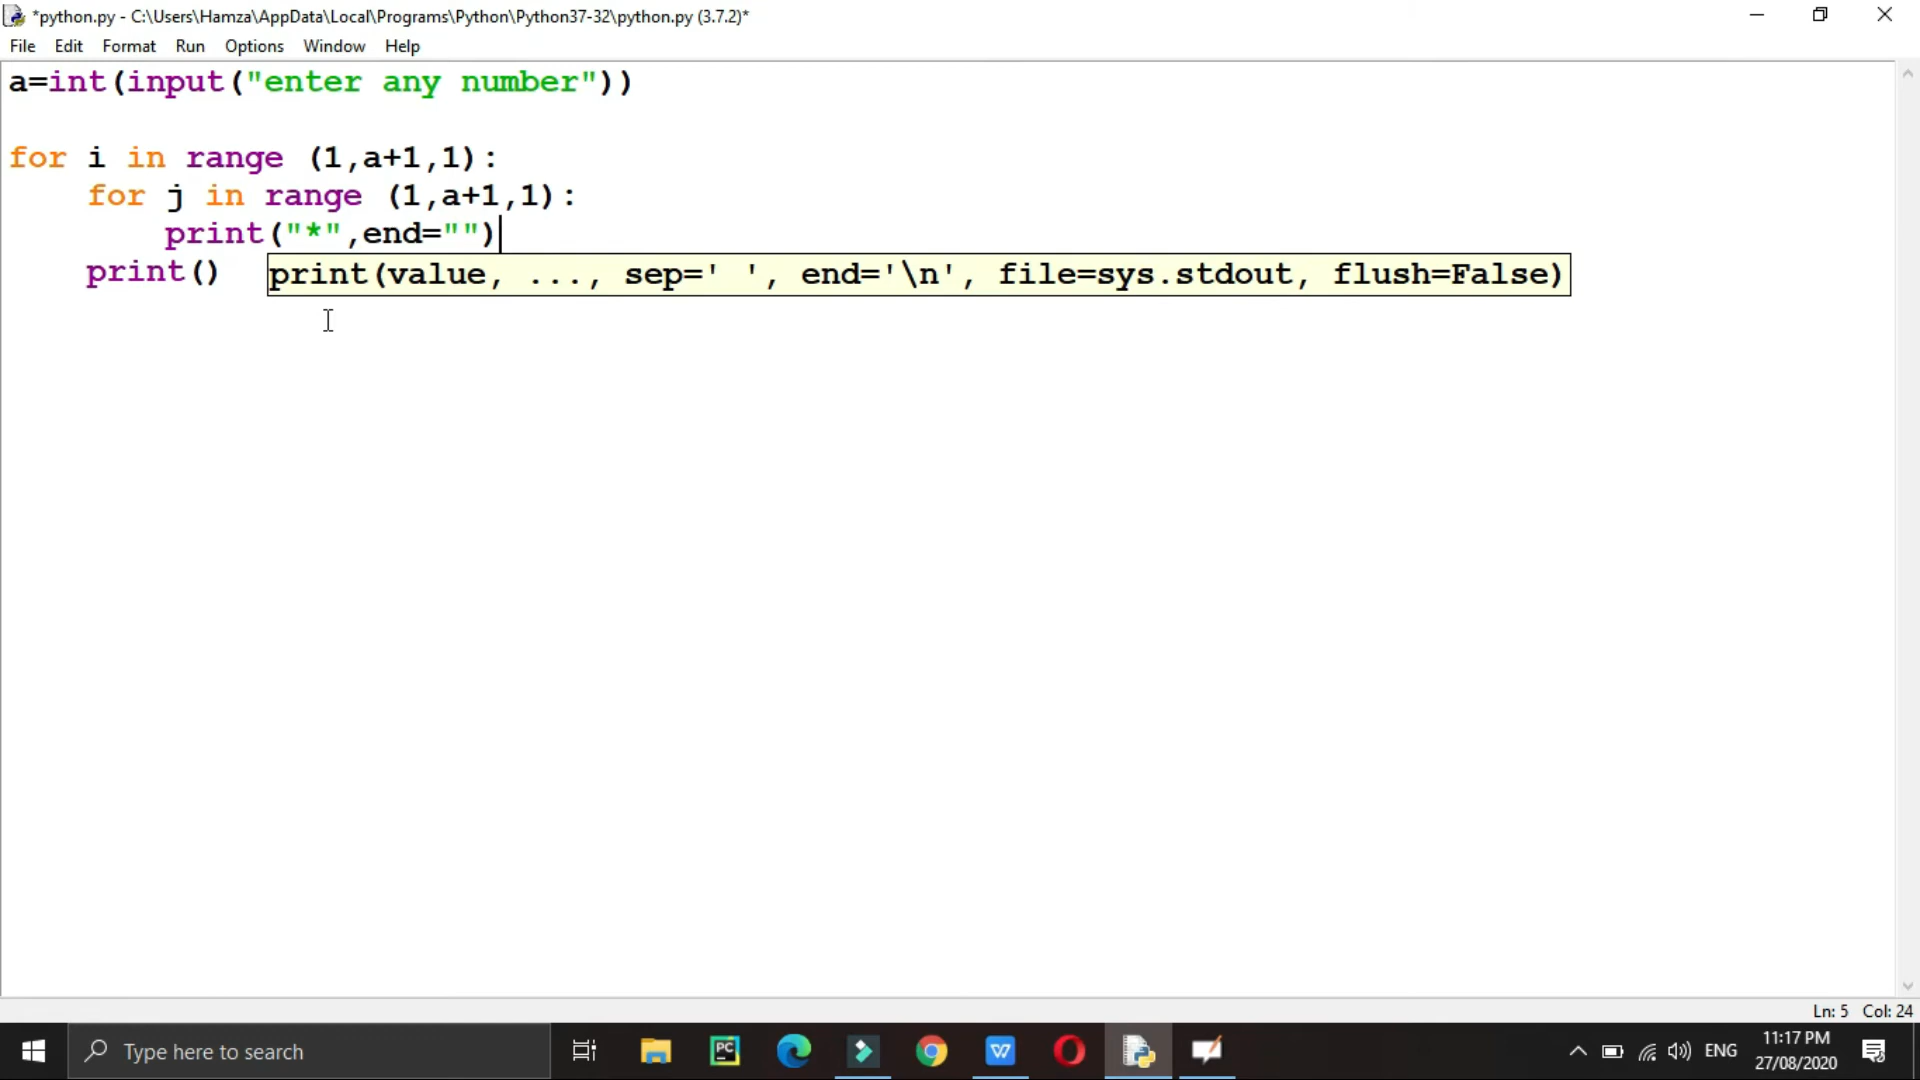 *python.py - C:\Users\Hamza\AppData\Local\Programs\Python\Python37-32\python.py (3.7.2)*
File Edit Format Run Options Window Help
a=int(input("enter any number"))
for i in range (1,a+1,1):
    for j in range (1,a+1,1):
        print("*",end="")
    print()
print(value, ..., sep=' ', end='\n', file=sys.stdout, flush=False)
Ln: 5 Col: 24
Type here to search
PC
W
ENG
11:17 PM
27/08/2020